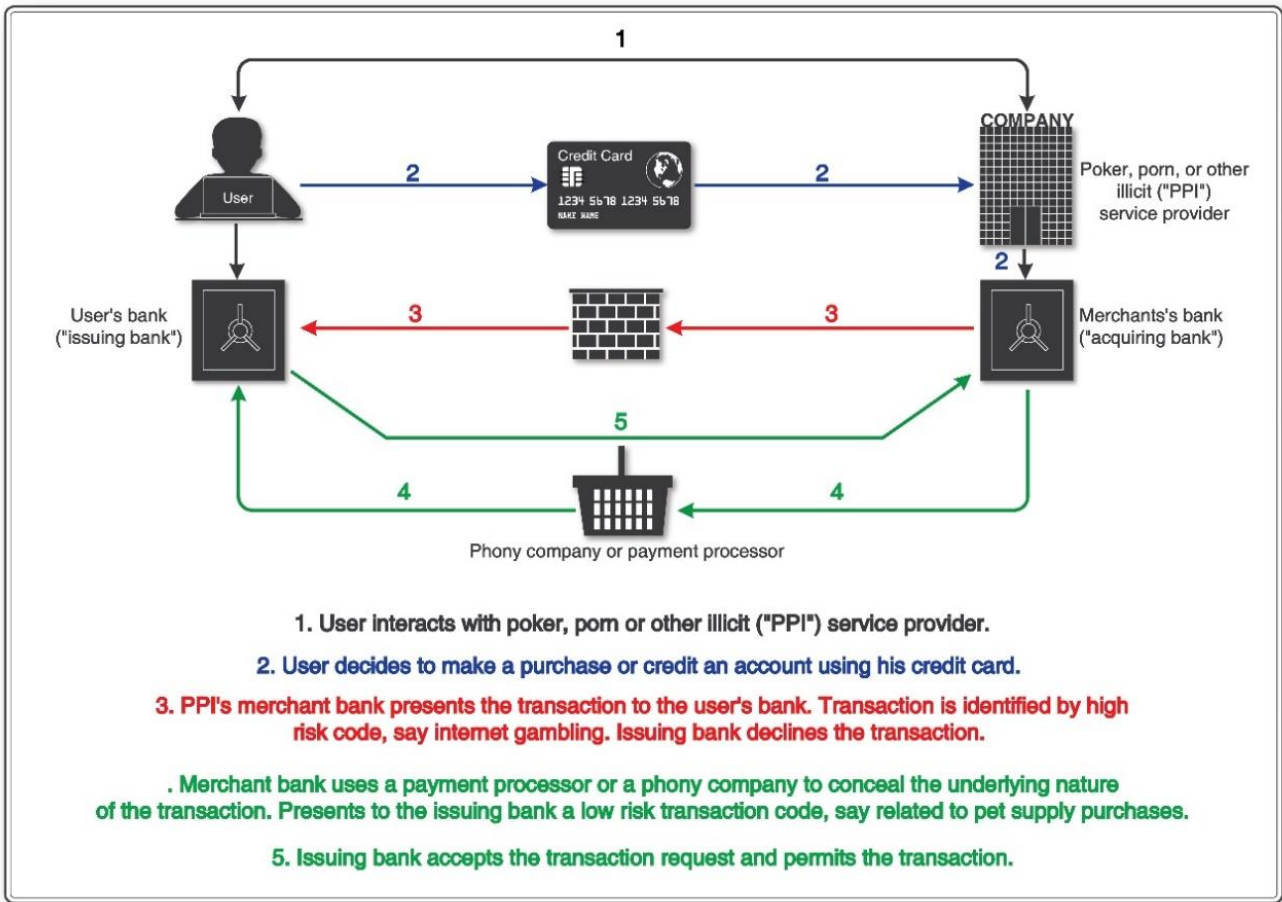 1
COMPANY
Credit Card
2
2
User
1234 5678 1234 5678
Poker, porn, or other
illicit ("PPI")
service provider
2
User's bank
("issuing bank")
3
3
Merchants's bank
("acquiring bank")
5
4
4
Phony company or payment processor
1. User interacts with poker, porn or other illicit ("PPI") service provider.
2. User decides to make a purchase or credit an account using his credit card.
3. PPI's merchant bank presents the transaction to the user's bank. Transaction is identified by high
risk code, say internet gambling. Issuing bank declines the transaction.
. Merchant bank uses a payment processor or a phony company to conceal the underlying nature
of the transaction. Presents to the issuing bank a low risk transaction code, say related to pet supply purchases.
5. Issuing bank accepts the transaction request and permits the transaction.